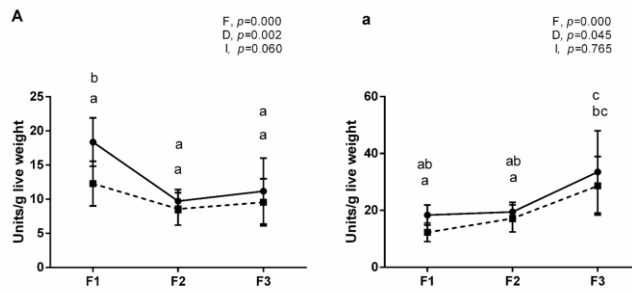 A
F, p=0.000
D, p=0.002
I, p=0.060
b
a
a
a
a
a
25
20
15
10
5
0
Units/g live weight
F1 F2 F3
a
F, p=0.000
D, p=0.045
I, p=0.765
c
bc
ab
a
ab
a
60
40
20
0
Units/g live weight
F1 F2 F3